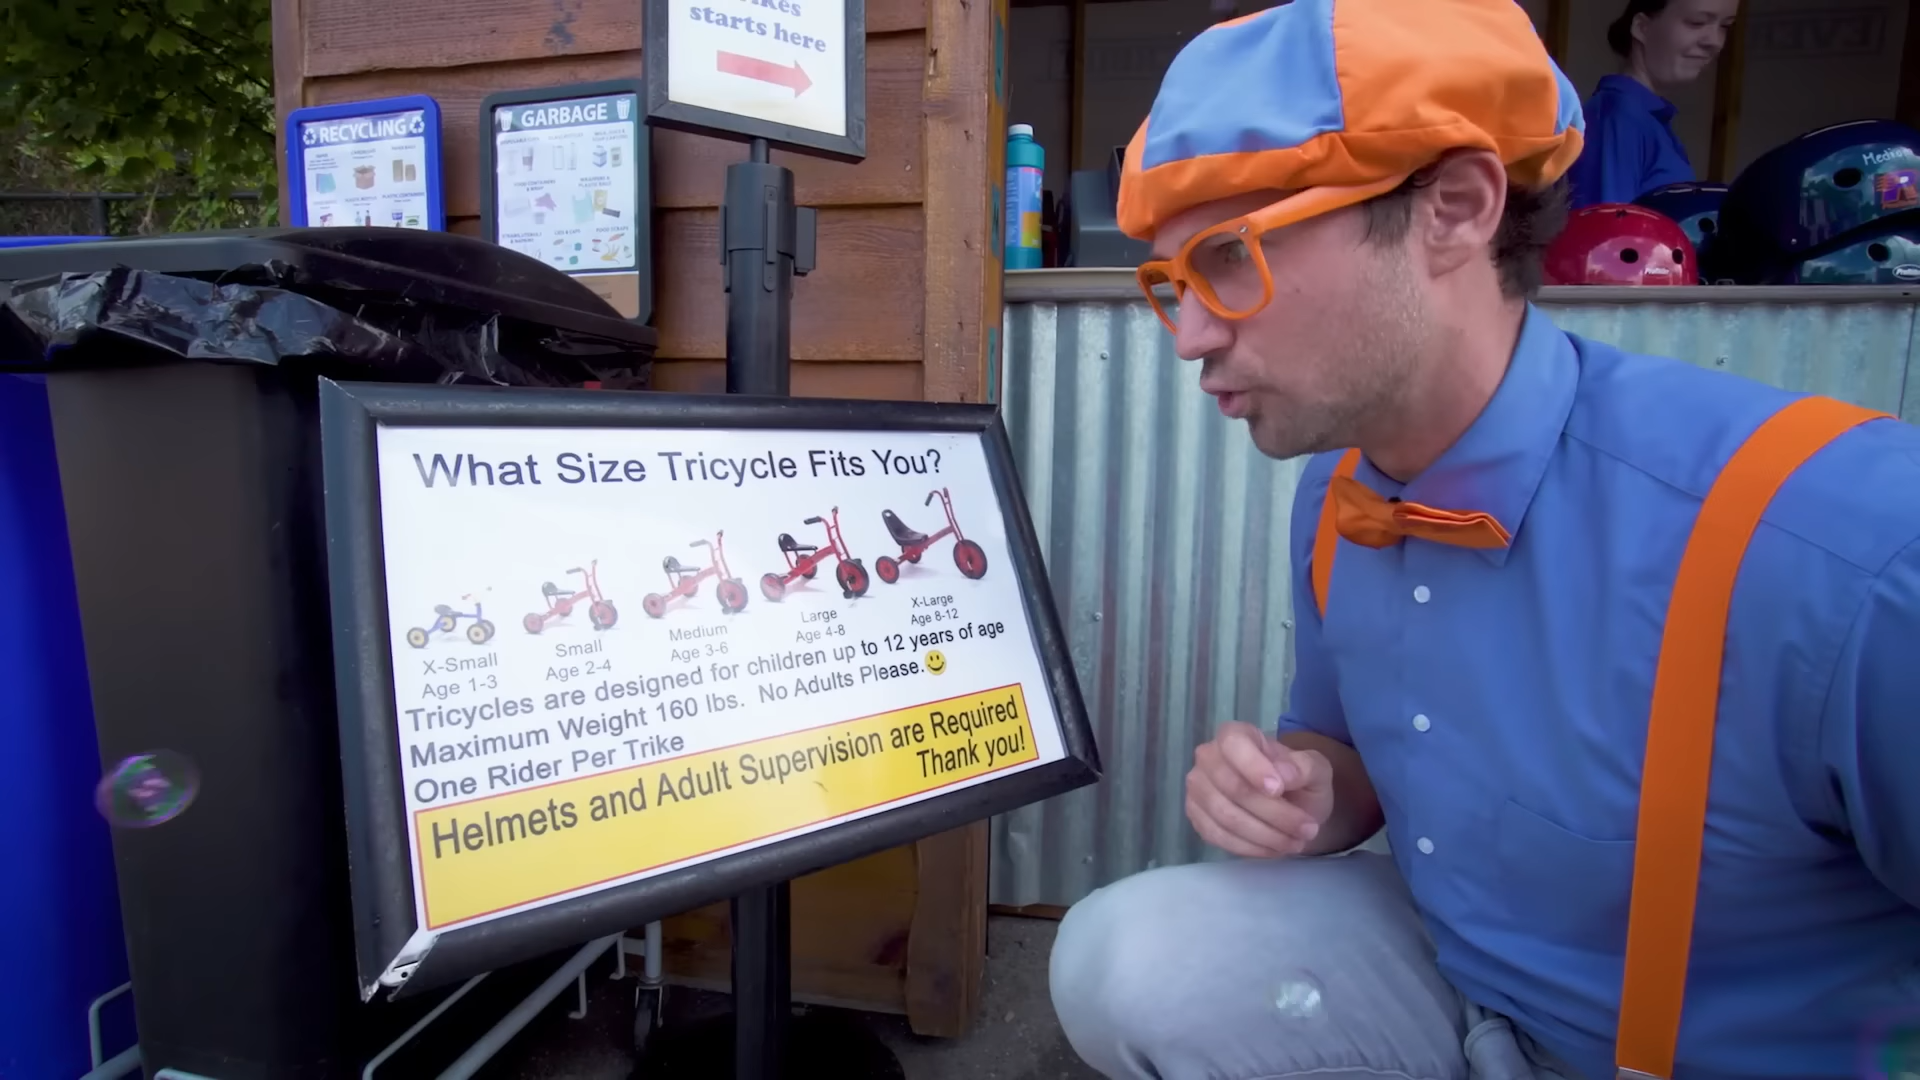 starts here
RECYCLING
GARBAGE
Medium
What Size Tricycle Fits You?
X-Small
Age 1-3
Small
Age 2-4
Medium
Age 3-6
Large
Age 4-8
X-Large
Age 8-12
Tricycles are designed for children up to 12 years of age
Maximum Weight 160 lbs. No Adults Please.
One Rider Per Trike
Helmets and Adult Supervision are Required
Thank you!